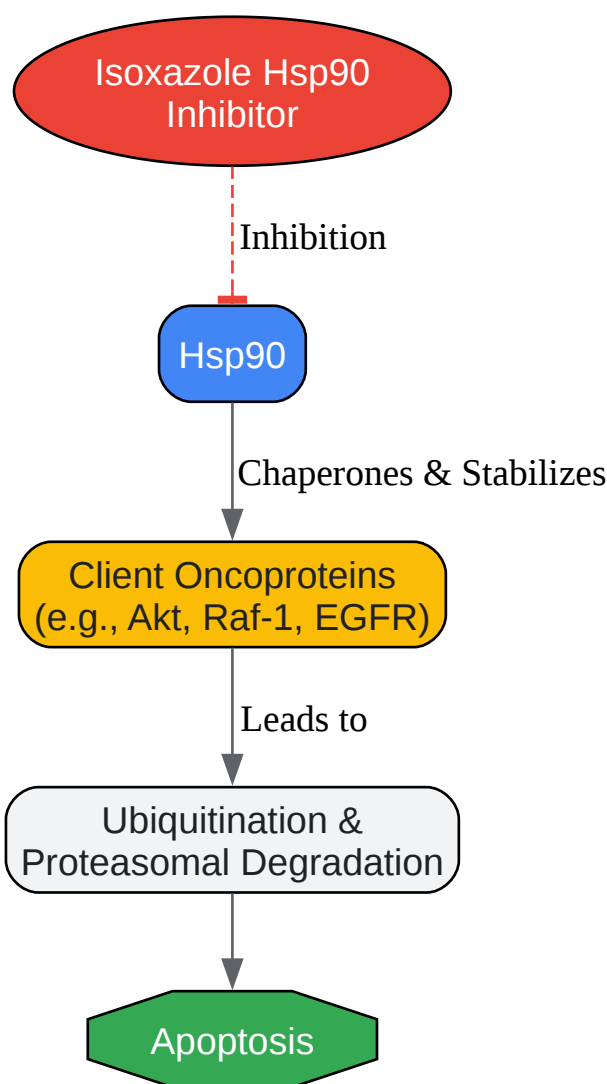 Isoxazole Hsp90
Inhibitor
Inhibition
Hsp90
Chaperones & Stabilizes
Client Oncoproteins
(e.g., Akt, Raf-1, EGFR)
Leads to
Ubiquitination &
Proteasomal Degradation
Apoptosis